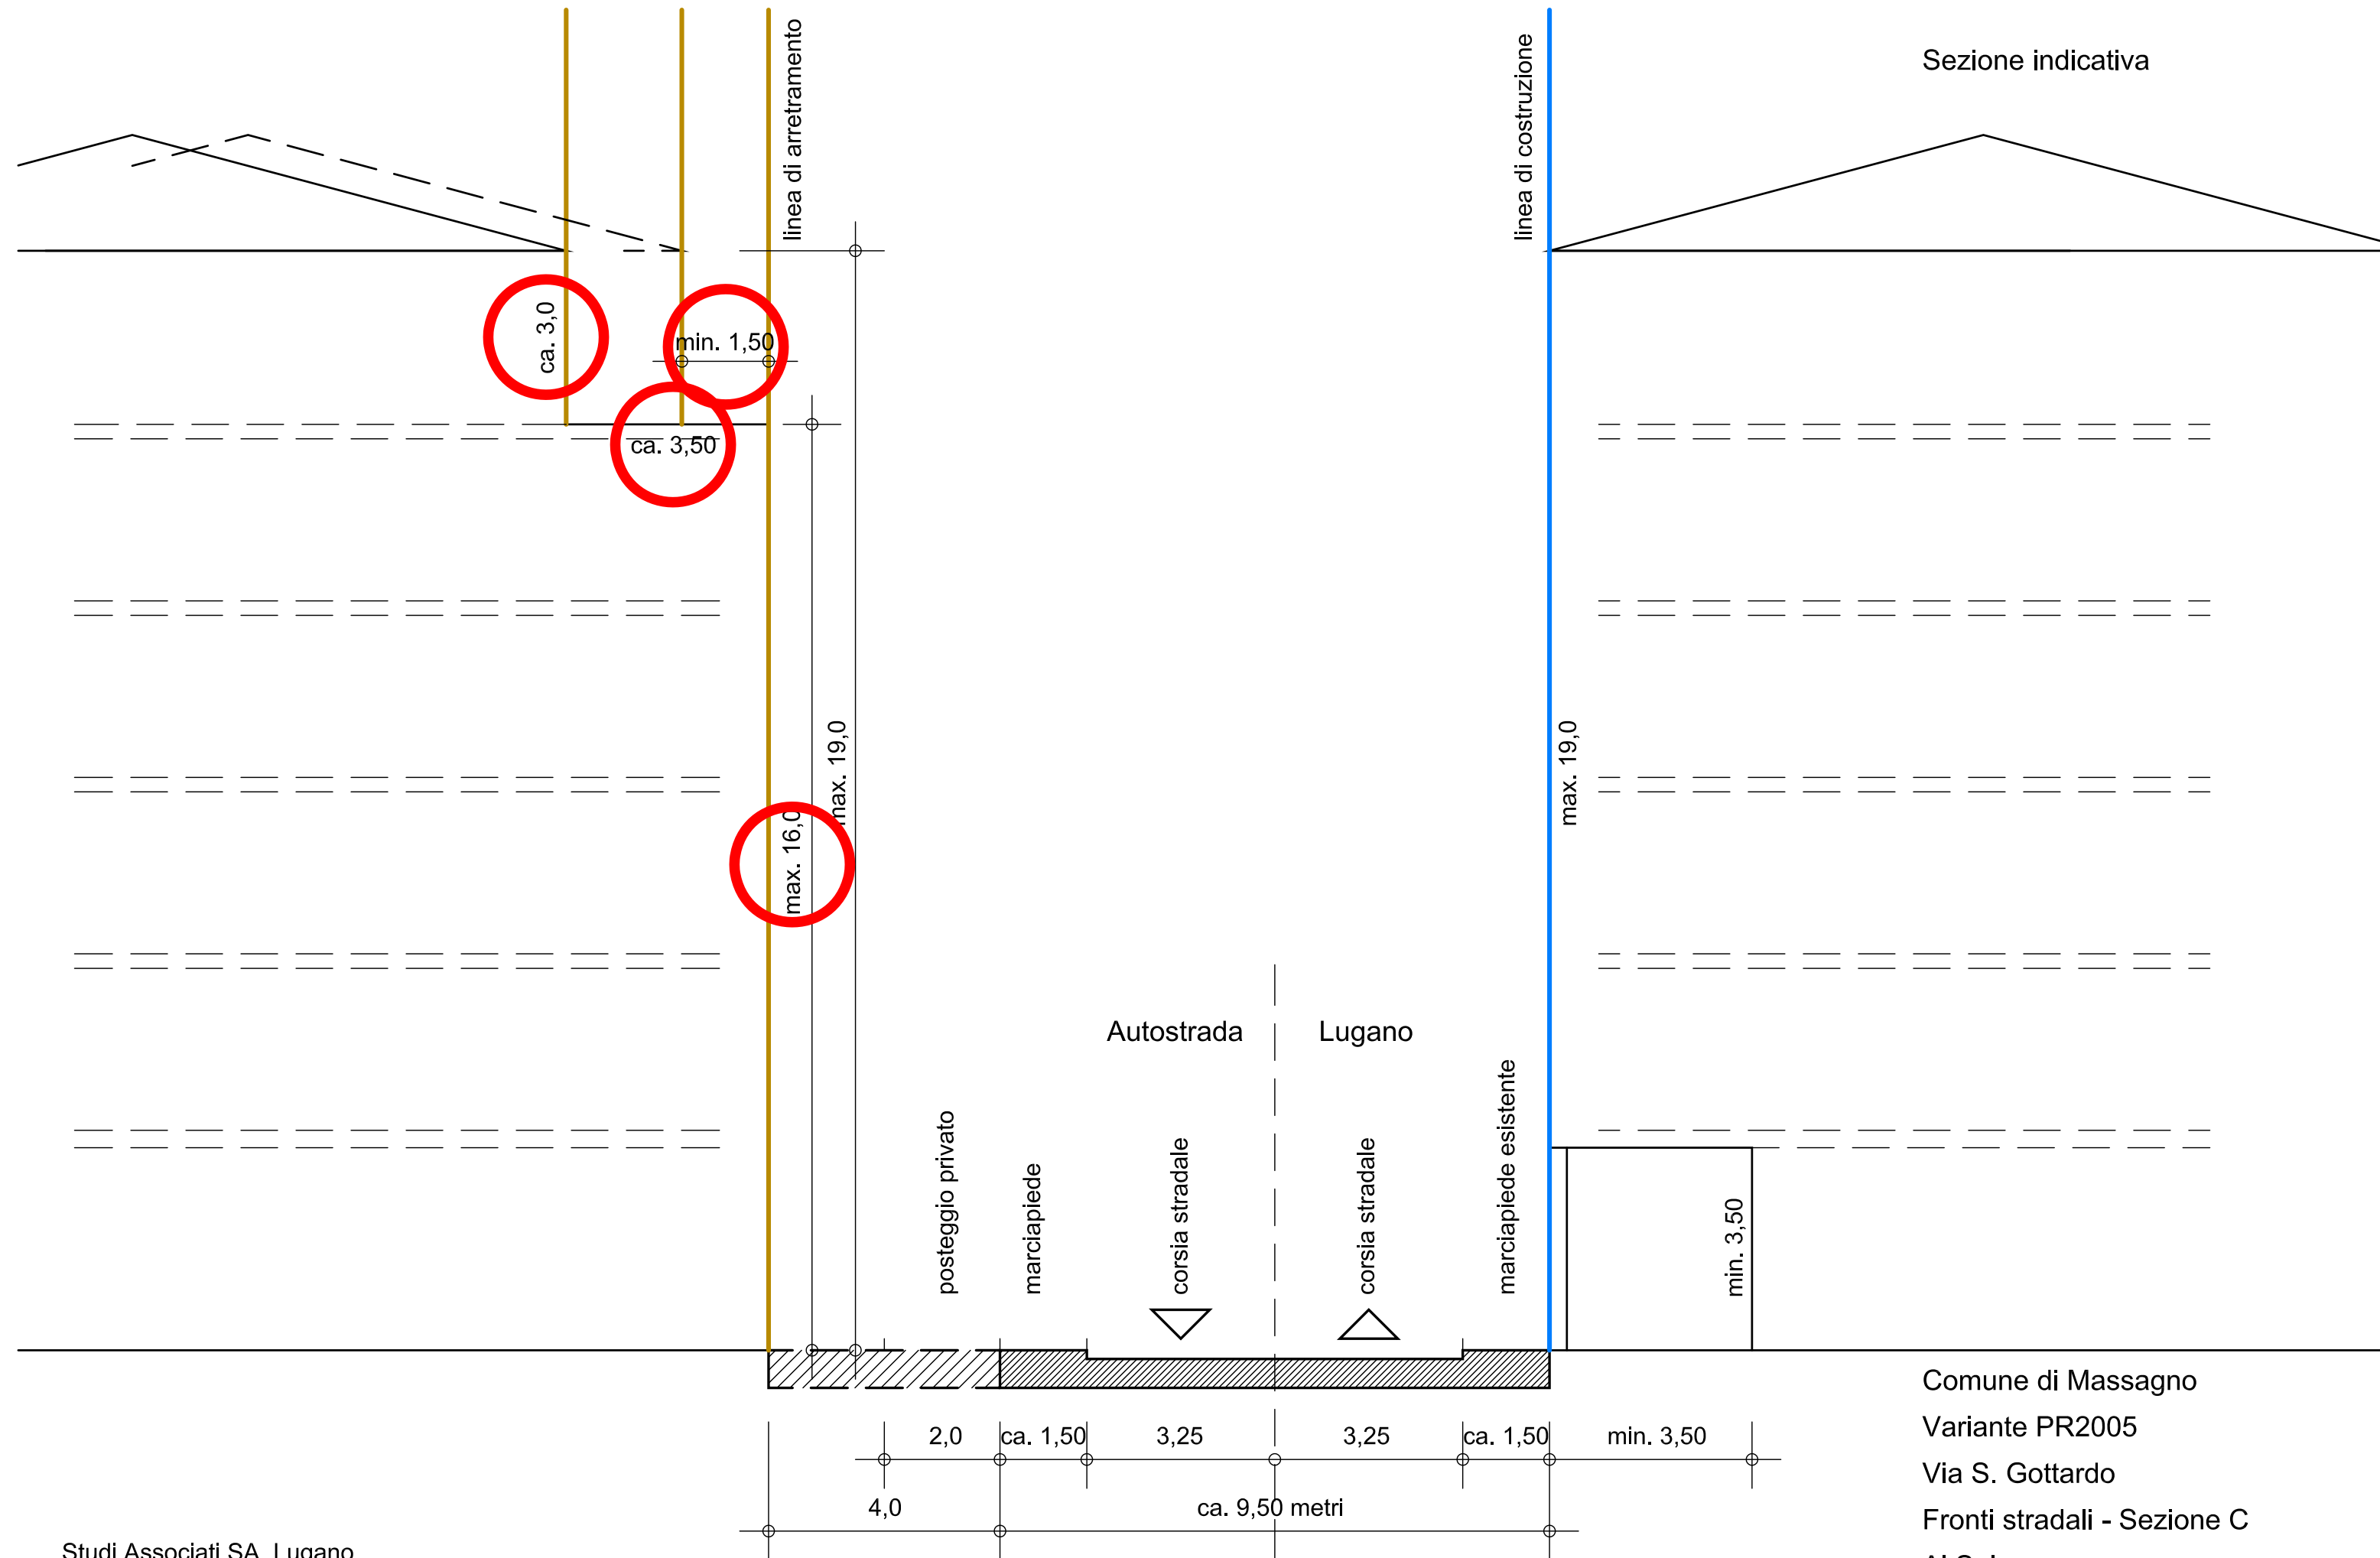 linea di arretramento
linea di costruzione
Sezione indicativa
ca. 3,0
min. 1,50
ca. 3,50
max. 19,0
max. 16,0
max. 19,0
Autostrada
Lugano
posteggio privato
marciapiede
corsia stradale
corsia stradale
marciapiede esistente
min. 3,50
2,0
ca. 1,50
3,25
3,25
ca. 1,50
min. 3,50
4,0
ca. 9,50 metri
Comune di Massagno
Variante PR2005
Via S. Gottardo
Fronti stradali - Sezione C
Studi Associati SA, Lugano